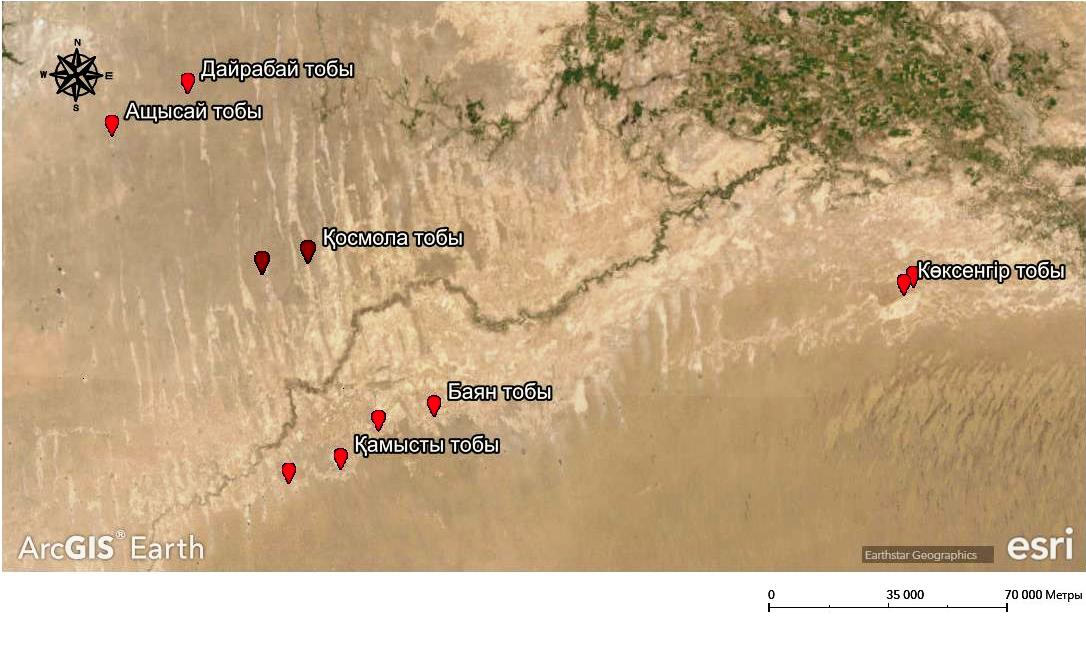 N
W E
S
Дайрабай тобы
Ащысай тобы
Қосмола тобы
Көксенгір тобы
Баян тобы
Қамысты тобы
ArcGIS® Earth
Earthstar Geographics
esri
0 35 000 70 000 Метры